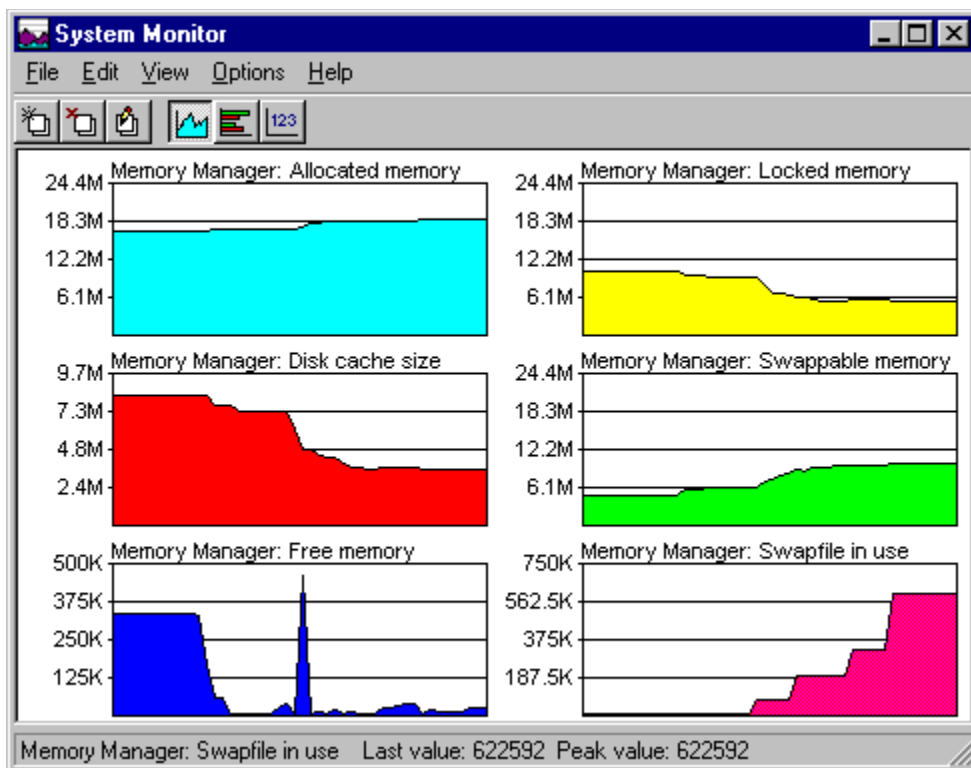 System Monitor
File Edit View Options Help
123
Memory Manager: Allocated memory
24.4M
18.3M
12.2M
6.1M
Memory Manager: Locked memory
24.4M
18.3M
12.2M
6.1M
Memory Manager: Disk cache size
9.7M
7.3M
4.8M
2.4M
Memory Manager: Swappable memory
24.4M
18.3M
12.2M
6.1M
Memory Manager: Free memory
500K
375K
250K
125K
Memory Manager: Swapfile in use
750K
562.5K
375K
187.5K
Memory Manager: Swapfile in use Last value: 622592 Peak value: 622592